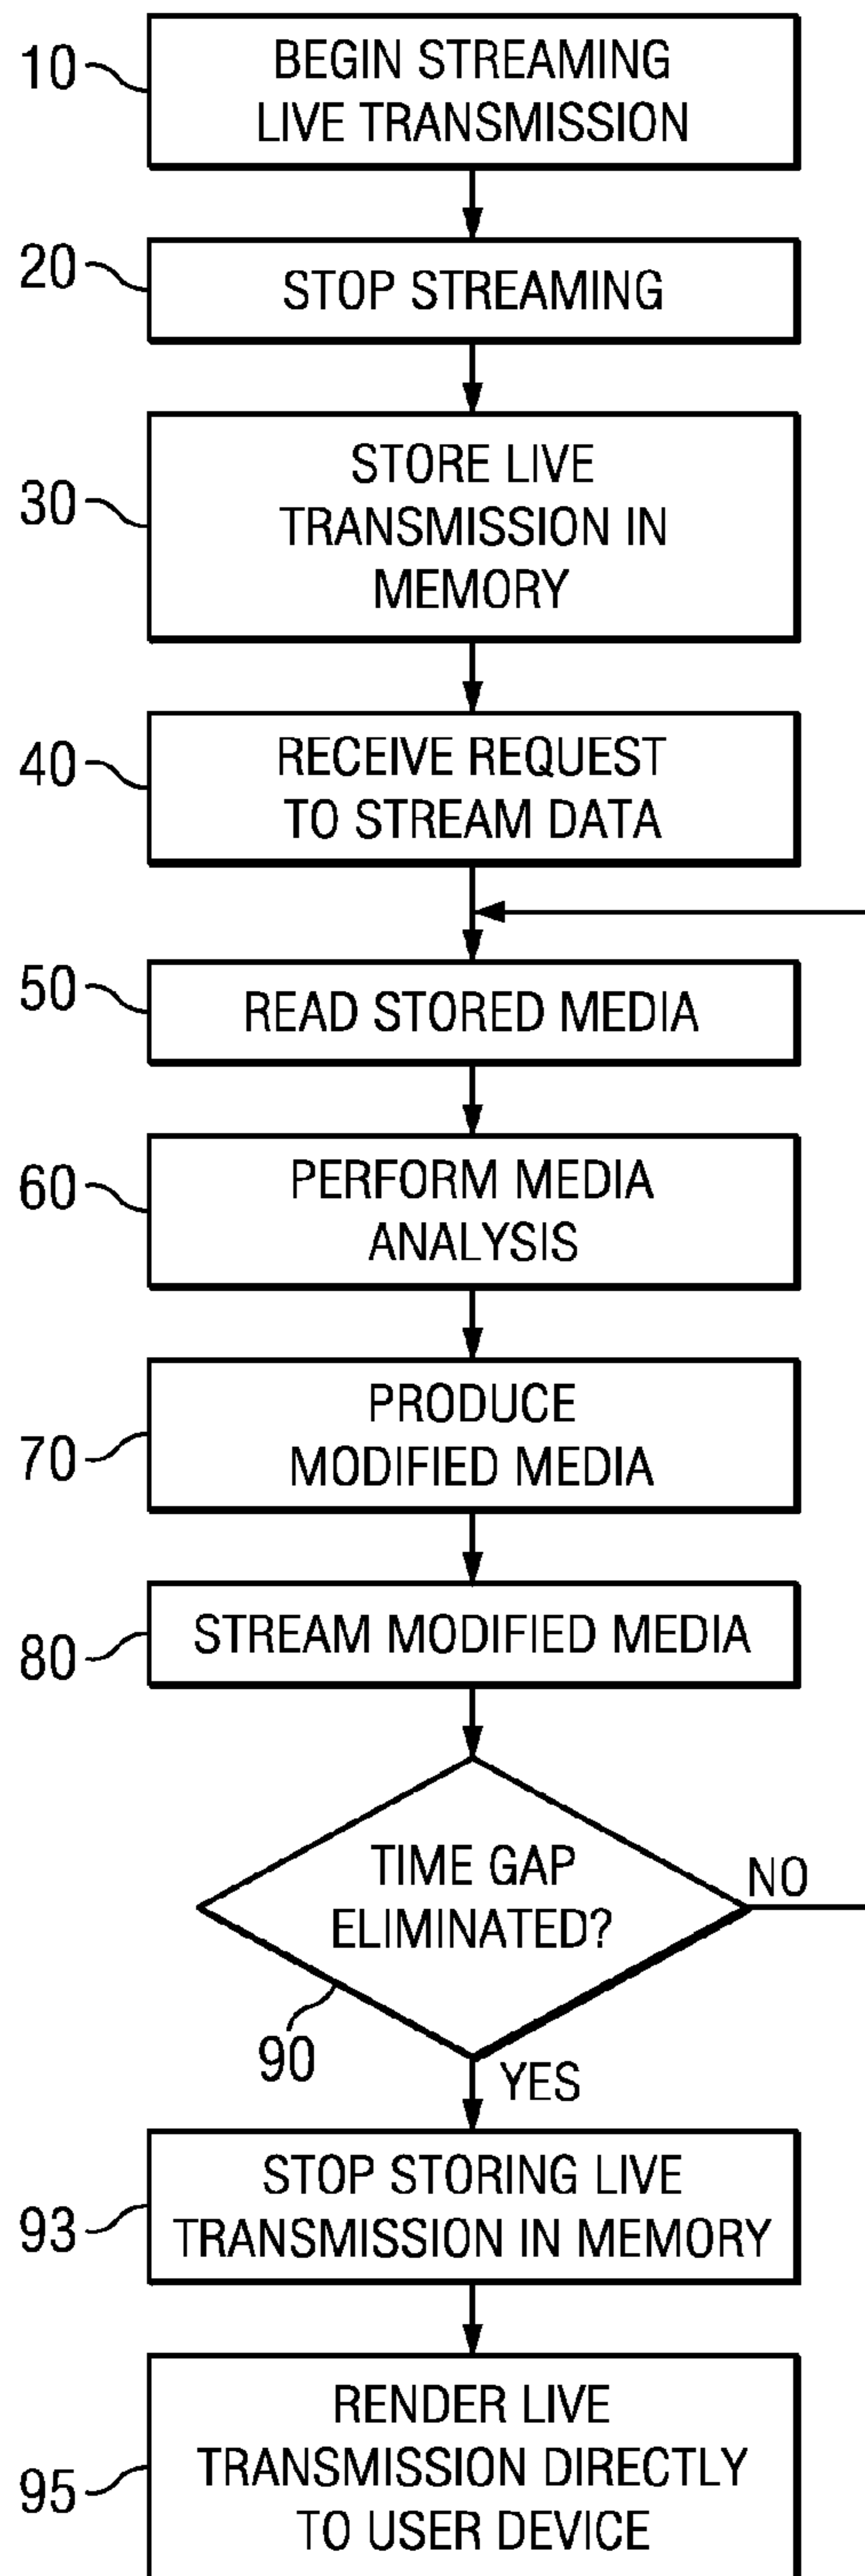 10
BEGIN STREAMING
LIVE TRANSMISSION
20
STOP STREAMING
30
STORE LIVE
TRANSMISSION IN
MEMORY
40
RECEIVE REQUEST
TO STREAM DATA
50
READ STORED MEDIA
60
PERFORM MEDIA
ANALYSIS
70
PRODUCE
MODIFIED MEDIA
80
STREAM MODIFIED MEDIA
TIME GAP
ELIMINATED?
NO
90
YES
93
STOP STORING LIVE
TRANSMISSION IN MEMORY
95
RENDER LIVE
TRANSMISSION DIRECTLY
TO USER DEVICE